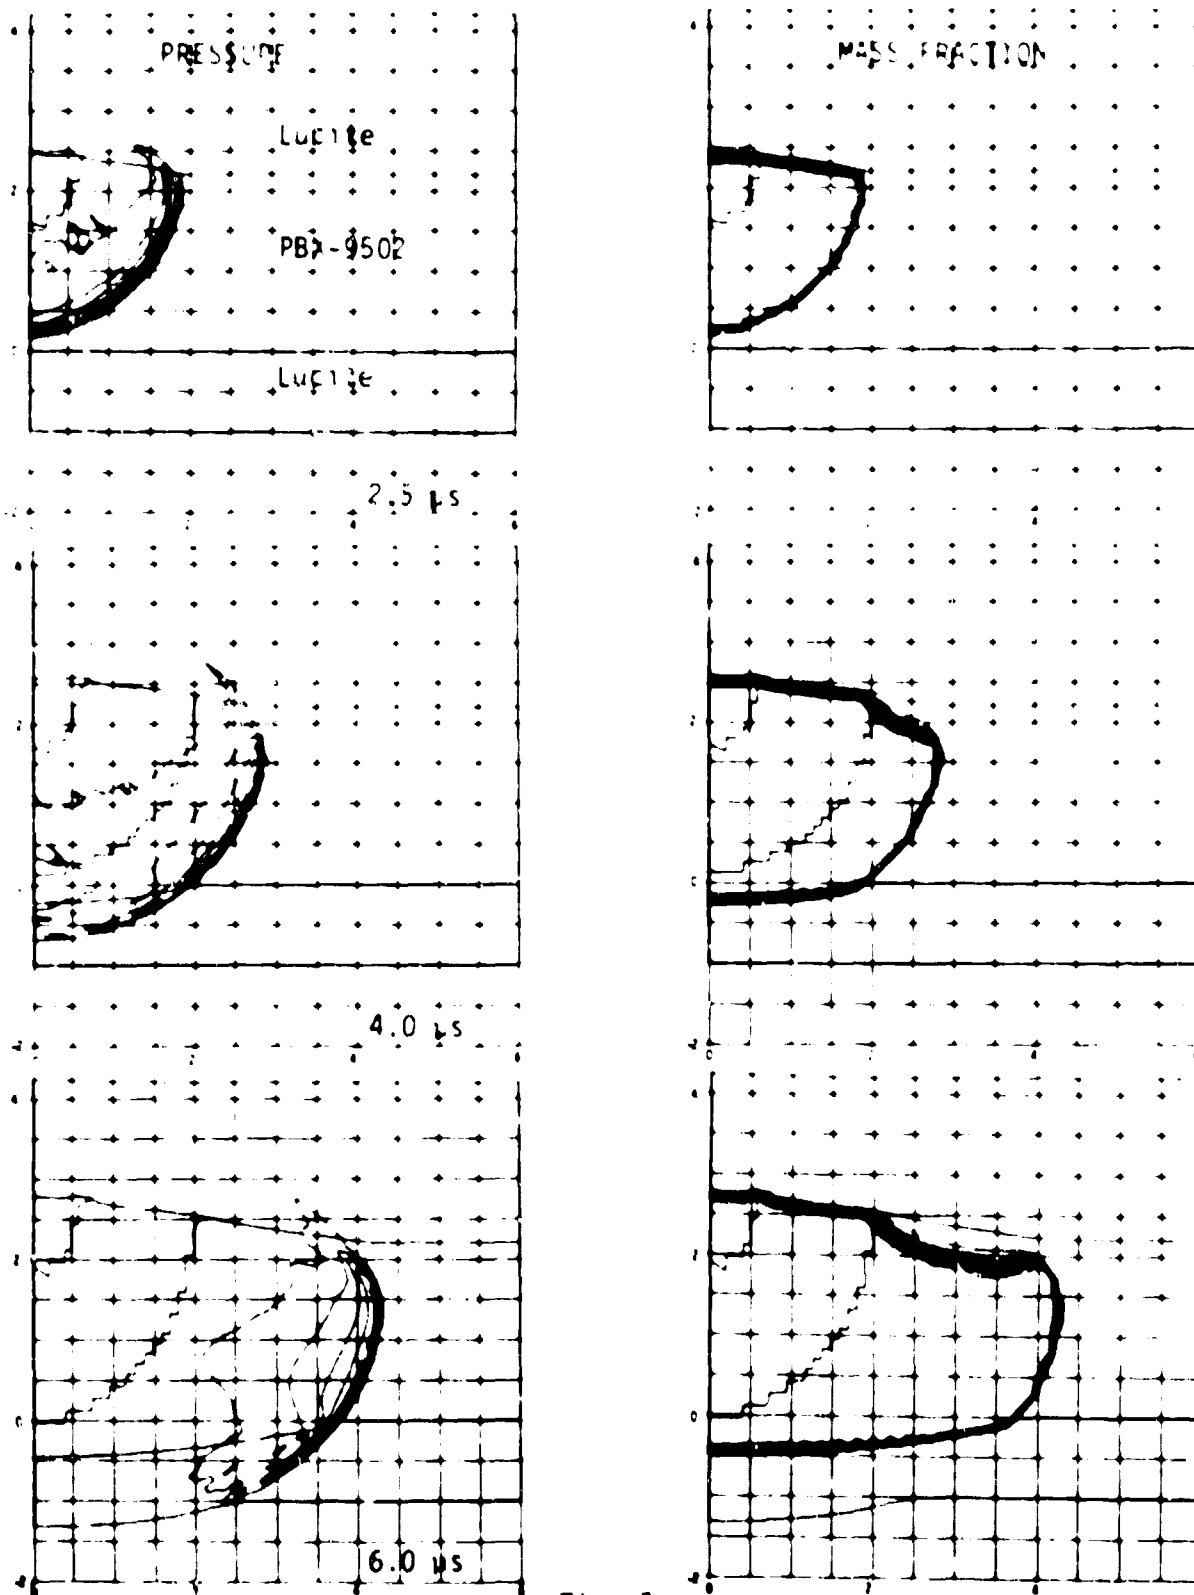 PRESSURE
MASS FRACTION
Lucite
PBX-9502
Lucite
2.5 µs
4.0 µs
6.0 µs